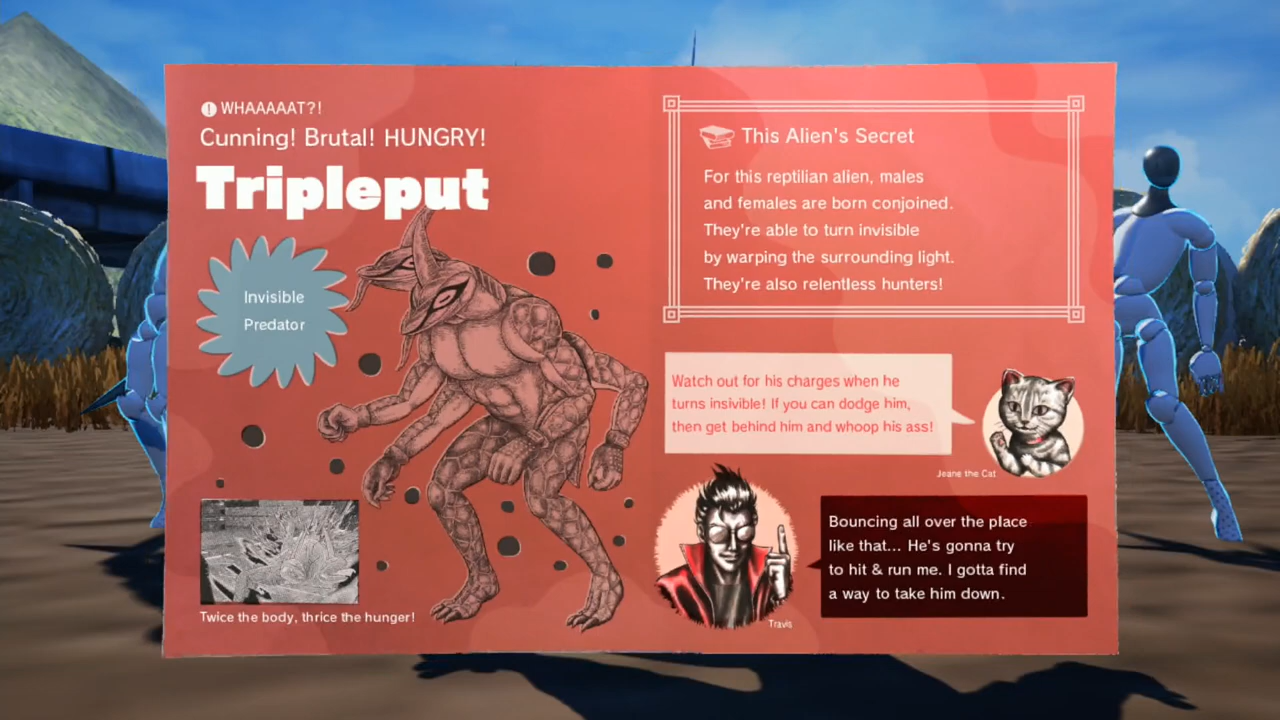 WHAAAAAT?!
Cunning! Brutal! HUNGRY!
Tripleput
Invisible
Predator
Twice the body, thrice the hunger!
This Alien's Secret
For this reptilian alien, males
and females are born conjoined.
They're able to turn invisible
by warping the surrounding light.
They're also relentless hunters!
Watch out for his charges when he
turns insivible! If you can dodge him,
then get behind him and whoop his ass!
Jeane the Cat
Bouncing all over the place
like that... He's gonna try
to hit & run me. I gotta find
a way to take him down.
Travis